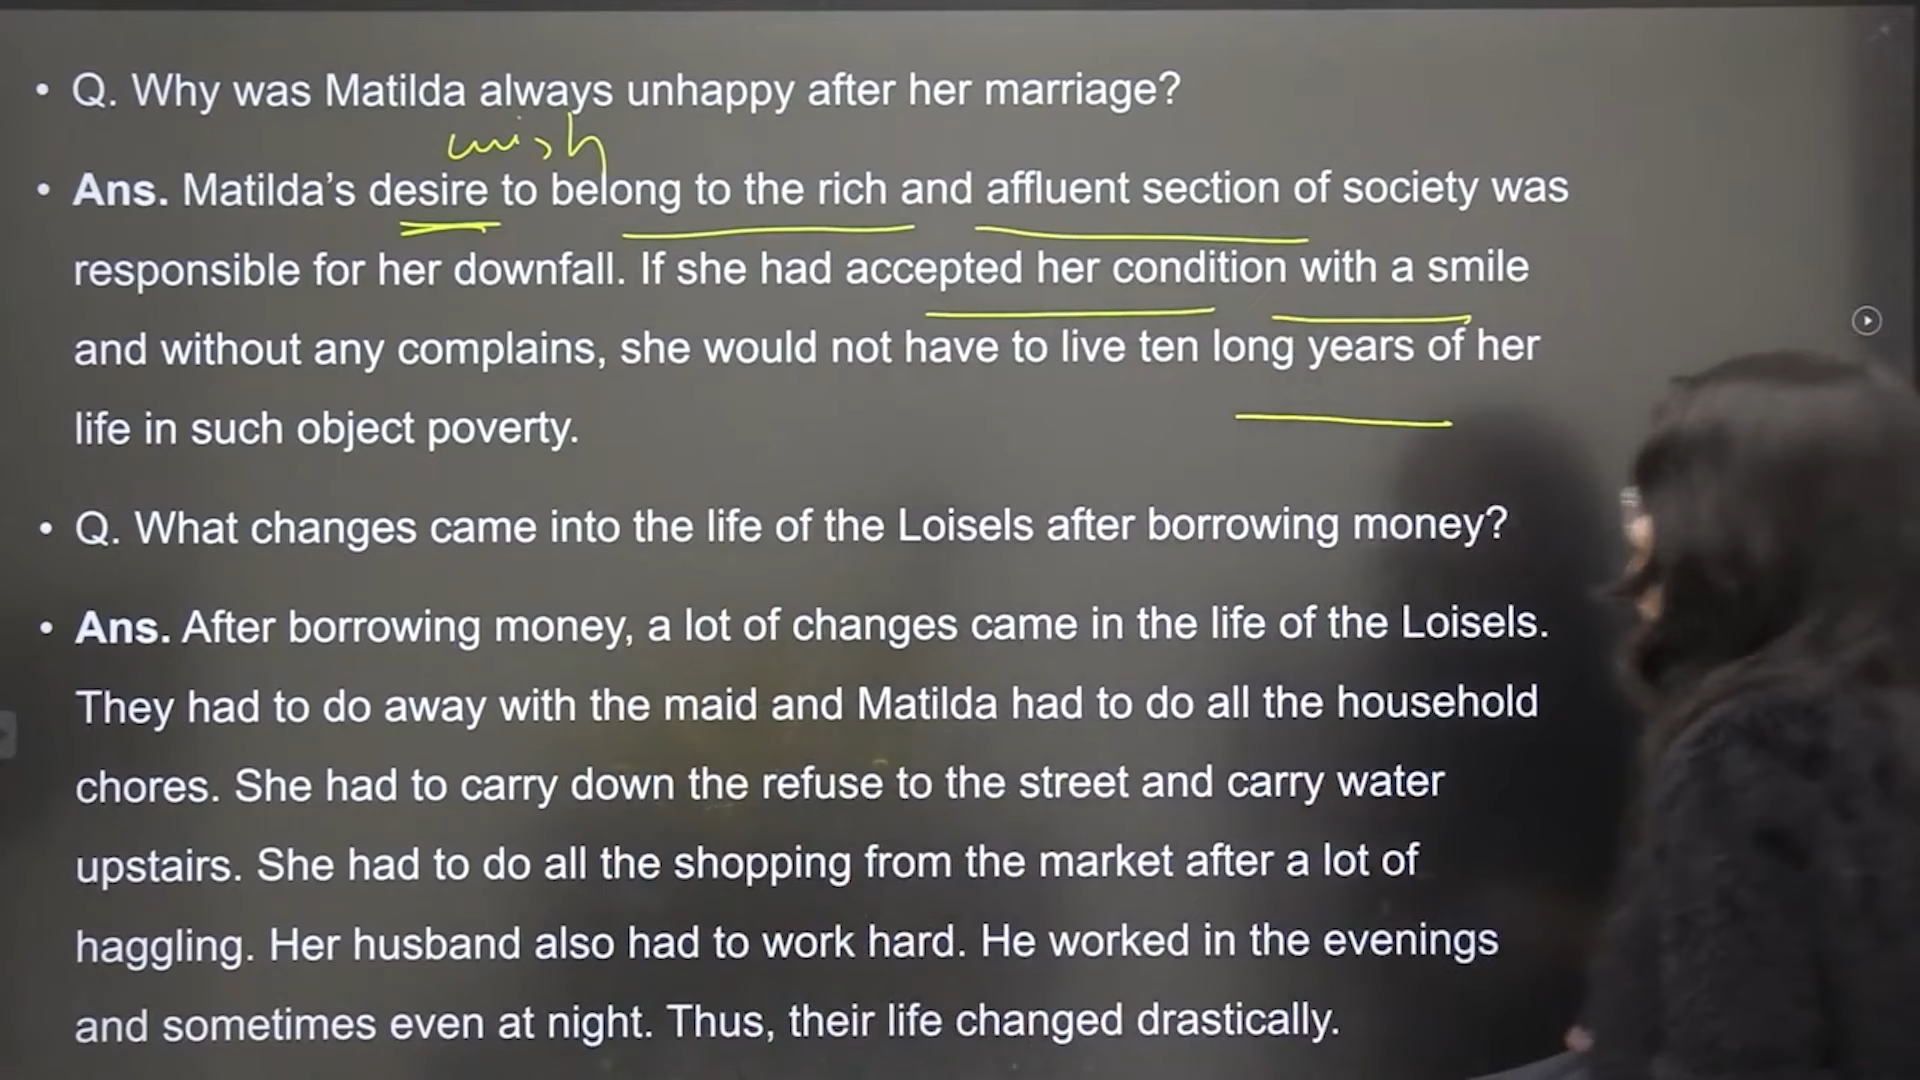 • Q. Why was Matilda always unhappy after her marriage?
wish
• Ans. Matilda’s desire to belong to the rich and affluent section of society was
responsible for her downfall. If she had accepted her condition with a smile
and without any complains, she would not have to live ten long years of her
life in such object poverty.
• Q. What changes came into the life of the Loisels after borrowing money?
• Ans. After borrowing money, a lot of changes came in the life of the Loisels.
They had to do away with the maid and Matilda had to do all the household
chores. She had to carry down the refuse to the street and carry water
upstairs. She had to do all the shopping from the market after a lot of
haggling. Her husband also had to work hard. He worked in the evenings
and sometimes even at night. Thus, their life changed drastically.